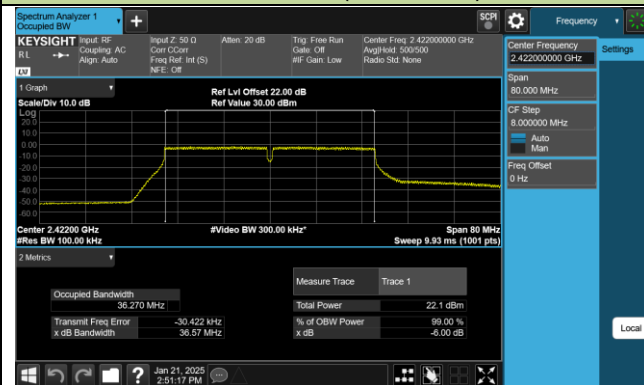 Spectrum Analyzer 1
Occupied BW
SCPI
Frequency
KEYSIGHT
Input: RF
Input Z: 50 Ω
Atten: 20 dB
Trig: Free Run
Center Freq: 2.422000000 GHz
RL
Coupling: AC
Corr CCorr
Gate: Off
Avg|Hold: 500/500
Align: Auto
Freq Ref: Int (S)
#IF Gain: Low
Radio Std: None
NFE: Off
LXI
Center Frequency
2.422000000 GHz
Settings
Span
80.000 MHz
CF Step
8.000000 MHz
Auto
Man
Freq Offset
0 Hz
1 Graph
Ref Lvl Offset 22.00 dB
Scale/Div 10.0 dB
Ref Value 30.00 dBm
Log
20.0
10.0
0.00
-10.0
-20.0
-30.0
-40.0
-50.0
-60.0
Center 2.42200 GHz
#Video BW 300.00 kHz*
Span 80 MHz
#Res BW 100.00 kHz
Sweep 9.93 ms (1001 pts)
2 Metrics
Measure Trace
Trace 1
Occupied Bandwidth
36.270 MHz
Total Power
22.1 dBm
Transmit Freq Error
-30.422 kHz
% of OBW Power
99.00 %
x dB Bandwidth
36.57 MHz
x dB
-6.00 dB
Local
?
Jan 21, 2025
2:51:17 PM